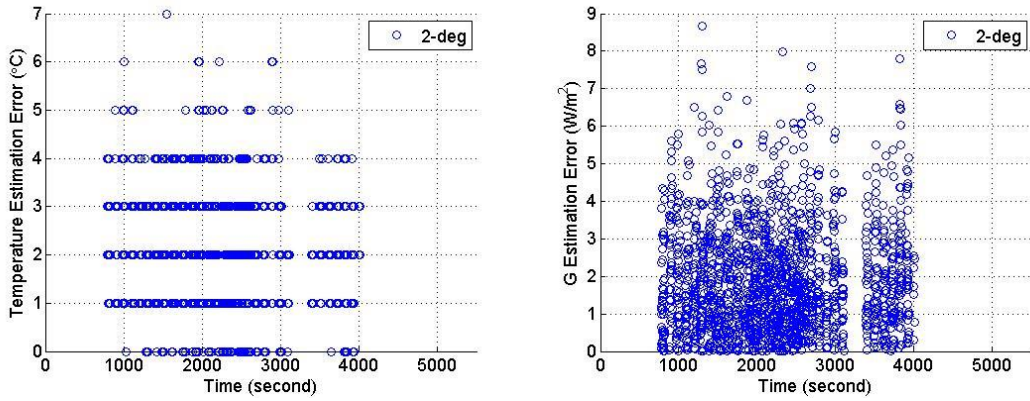 Temperature Estimation Error (°C)
7
6
5
4
3
2
1
0
0 1000 2000 3000 4000 5000
Time (second)
2-deg
G Estimation Error (W/m²)
9
8
7
6
5
4
3
2
1
0
0 1000 2000 3000 4000 5000
Time (second)
2-deg